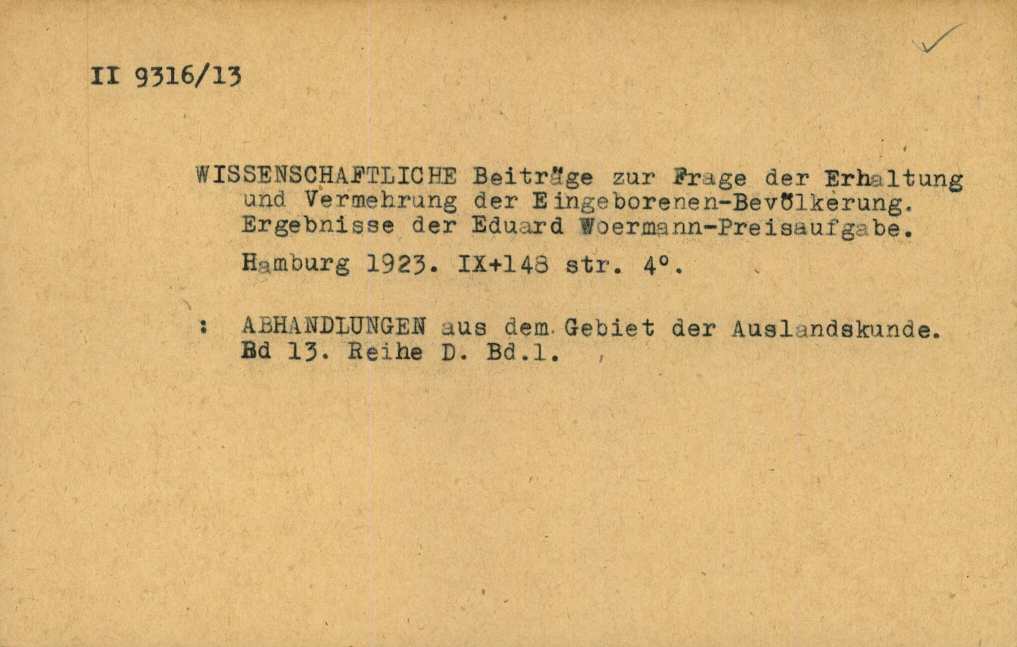 II 9316/13
WISSENSCHAFTLICHE Beiträge zur Frage der Erhaltung
und Vermehrung der Eingeborenen-Bevölkerung.
Ergebnisse der Eduard Woermann-Preisaufgabe.
Hamburg 1923. IX+148 str. 4°.
: ABHANDLUNGEN aus dem Gebiet der Auslandskunde.
Bd 13. Reihe D. Bd.1.